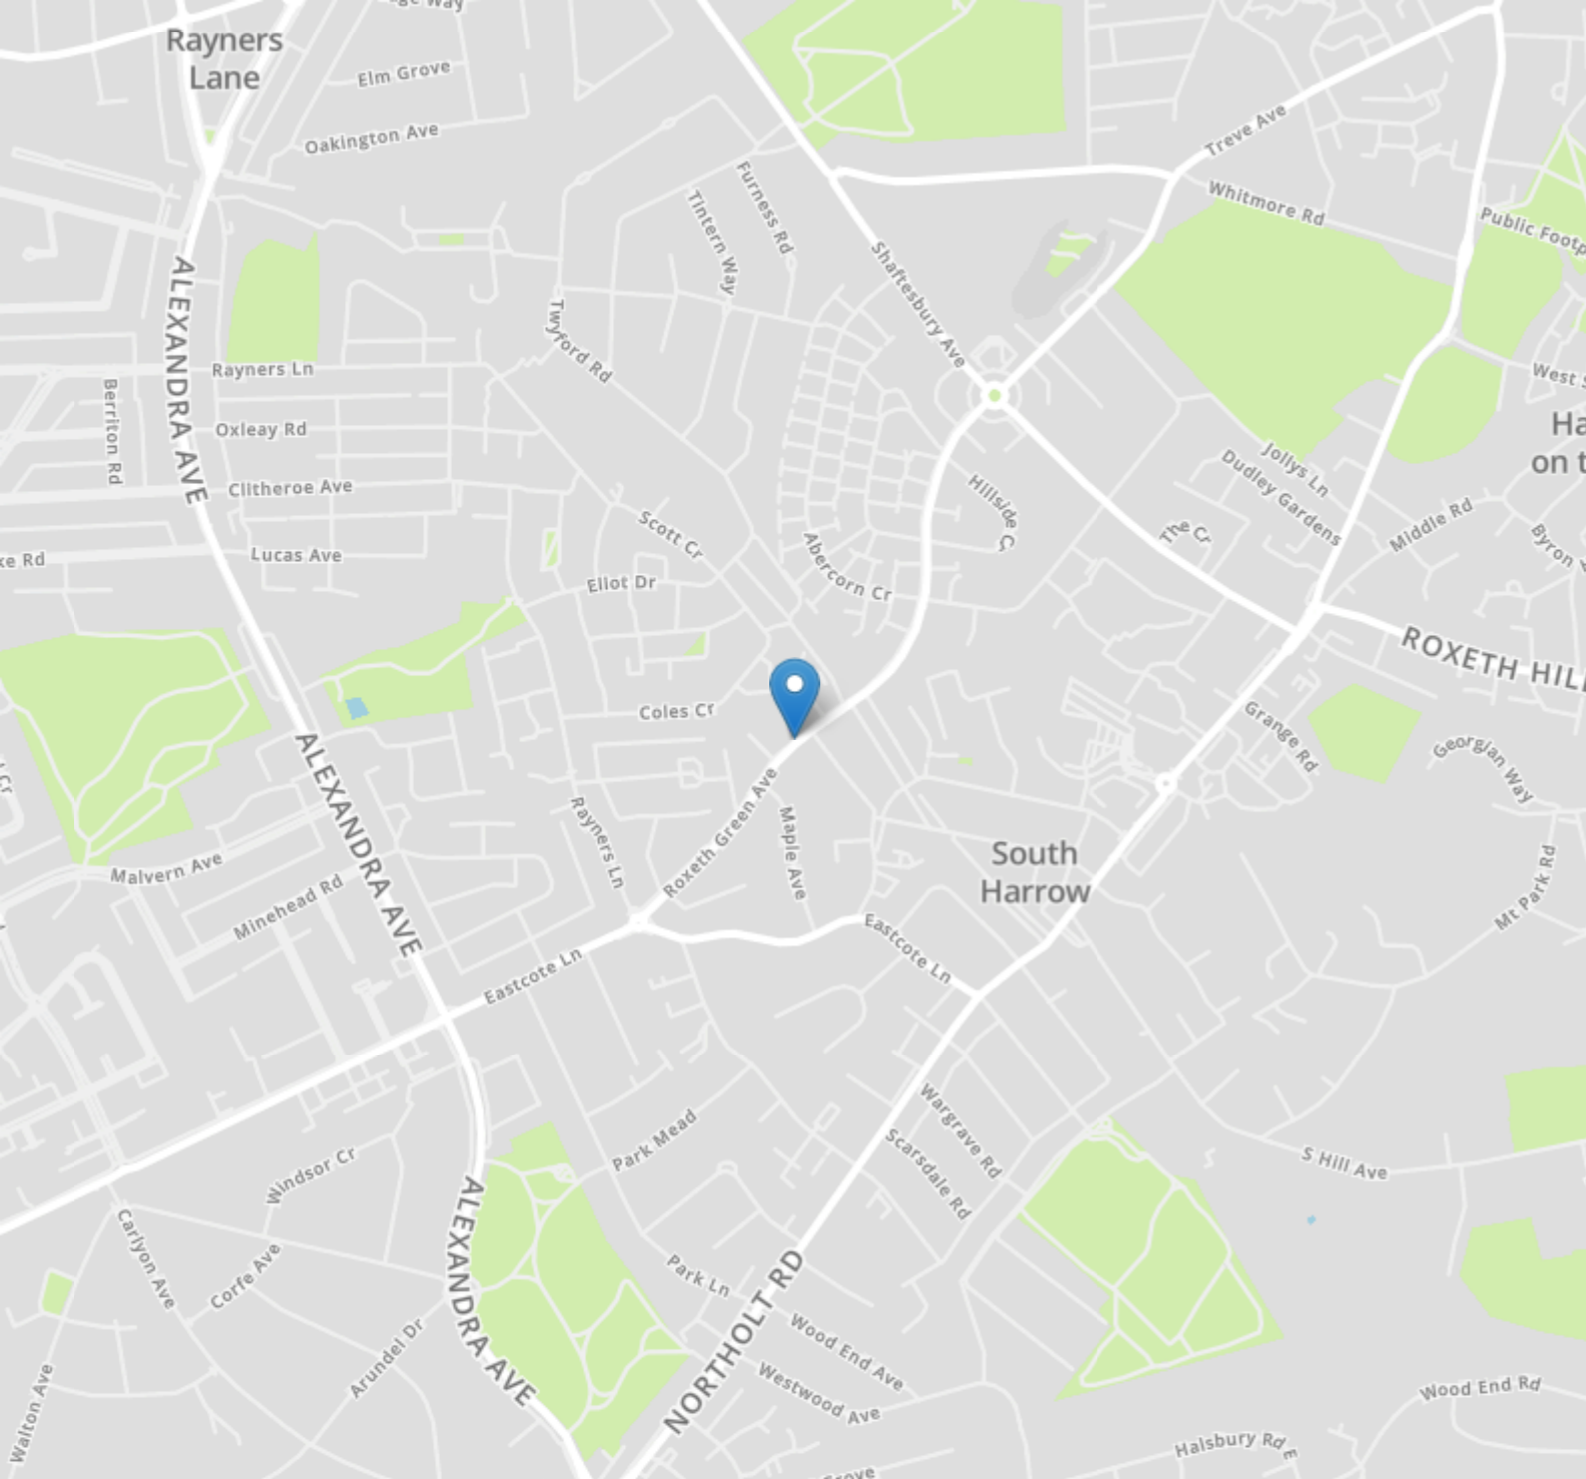 Rayners
Lane
Elm Grove
Oakington Ave
Furness Rd
Tintern Way
Treve Ave
Whitmore Rd
Public
Shaftesbury Ave
ALEXANDRA AVE
Twyford Rd
Rayners Ln
Berriton Rd
Oxleay Rd
Clitheroe Ave
Lucas Ave
Scott Cr
Eliot Dr
Abercorn Cr
Hillside Cr
The Cr
Jollys Ln
Dudley Gardens
Middle Rd
West
Byron
on t
ROXETH HILL
Coles Cr
Grange Rd
Georgian Way
ALEXANDRA AVE
Roxeth Green Ave
Maple Ave
Rayners Ln
Malvern Ave
Minehead Rd
South
Harrow
Mt Park Rd
Eastcote Ln
Eastcote Ln
Wargrave Rd
Scarsdale Rd
Park Mead
S Hill Ave
Windsor Cr
Carlyon Ave
Corfe Ave
ALEXANDRA AVE
Park Ln
NORTHOLT RD
Wood End Ave
Westwood Ave
Arundel Dr
Walton Ave
Wood End Rd
Halsbury Rd E